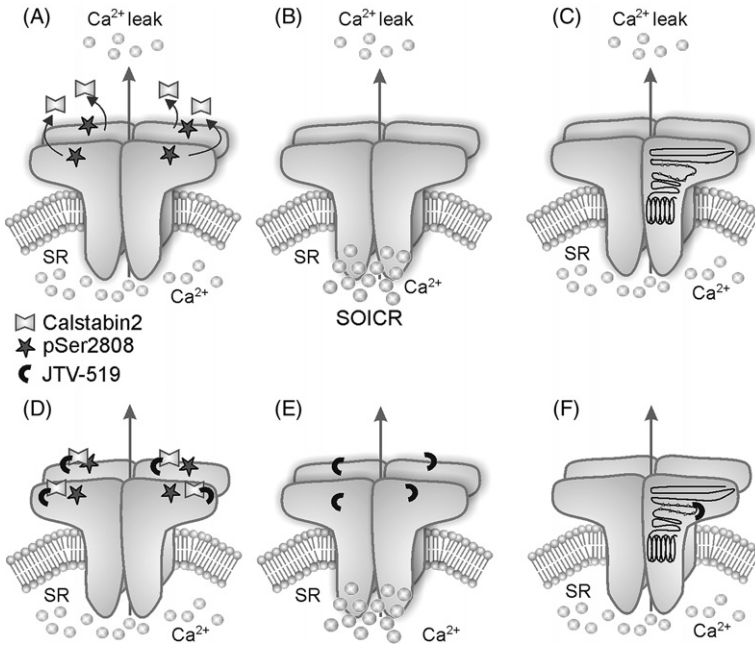 (A)
Ca²⁺ leak
SR
Ca²⁺
(B)
Ca²⁺ leak
SR
Ca²⁺
SOICR
(C)
Ca²⁺ leak
SR
Ca²⁺
Calstabin2
pSer2808
JTV-519
(D)
SR
Ca²⁺
(E)
SR
Ca²⁺
(F)
SR
Ca²⁺